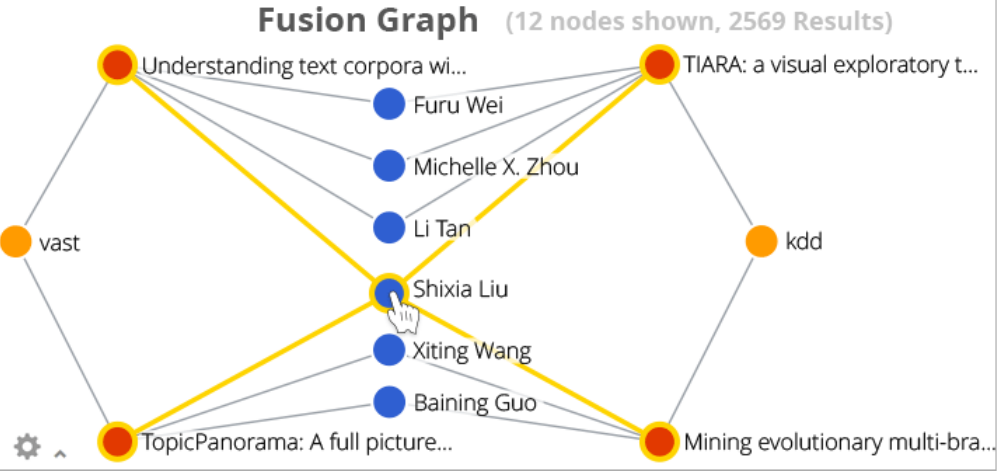 Fusion Graph (12 nodes shown, 2569 Results)
Understanding text corpora wi...
TIARA: a visual exploratory t...
Furu Wei
Michelle X. Zhou
Li Tan
vast
kdd
Shixia Liu
Xiting Wang
Baining Guo
TopicPanorama: A full picture...
Mining evolutionary multi-bra...